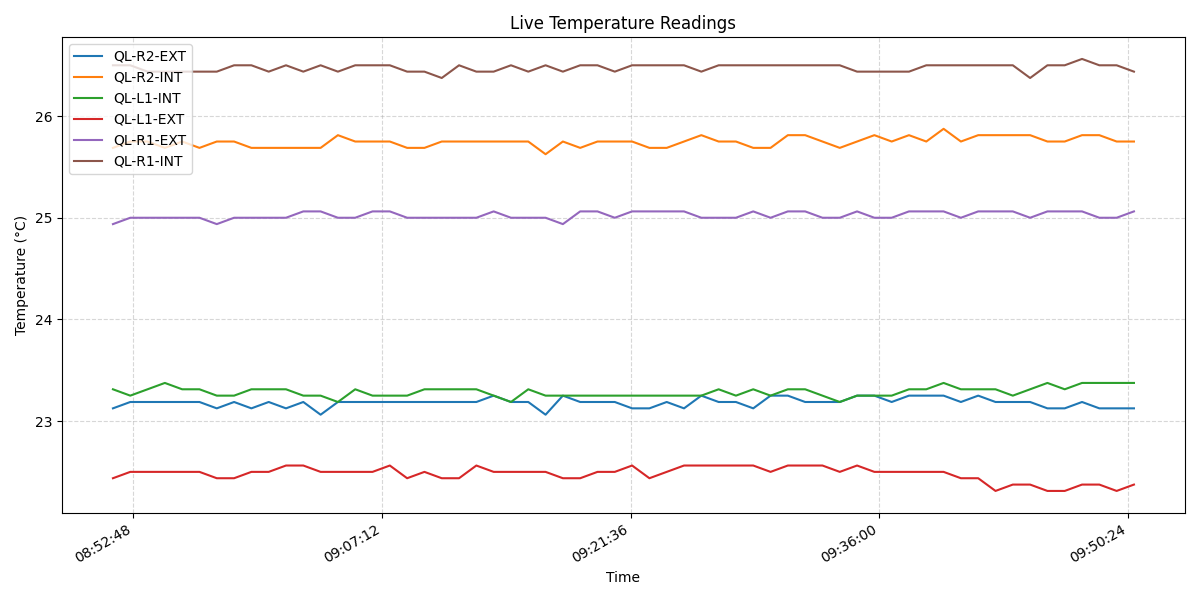 Live Temperature Readings
QL-R2-EXT
QL-R2-INT
QL-L1-INT
QL-L1-EXT
QL-R1-EXT
QL-R1-INT
Temperature (°C)
26
25
24
23
08:52:48
09:07:12
09:21:36
09:36:00
09:50:24
Time